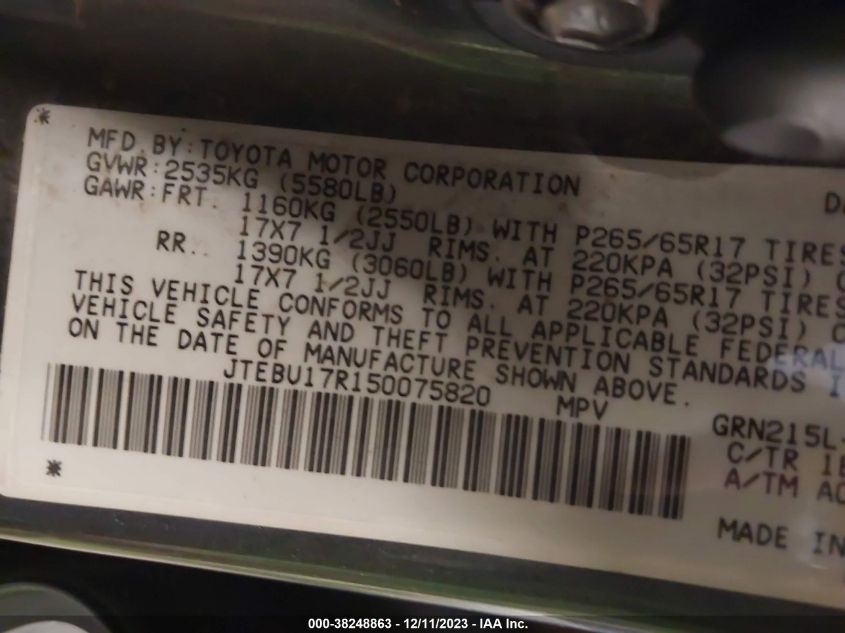 *
MFD. BY: TOYOTA MOTOR CORPORATION
GVWR: 2535KG (5580LB)
GAWR: FRT. 1160KG (2550LB) WITH P265/65R17 TIRES
17X7 1/2JJ RIMS. AT 220KPA (32PSI) C
RR.. 1390KG (3060LB) WITH P265/65R17 TIRES
17X7 1/2JJ RIMS. AT 220KPA (32PSI) C
THIS VEHICLE CONFORMS TO ALL APPLICABLE FEDERAL
VEHICLE SAFETY AND THEFT PREVENTION STANDARDS I
ON THE DATE OF MANUFACTURE SHOWN ABOVE.
JTEBU17R150075820 MPV
GRN215L-
C/TR 1E
A/TM A0
*
MADE IN
000-38248863 - 12/11/2023 - IAA Inc.